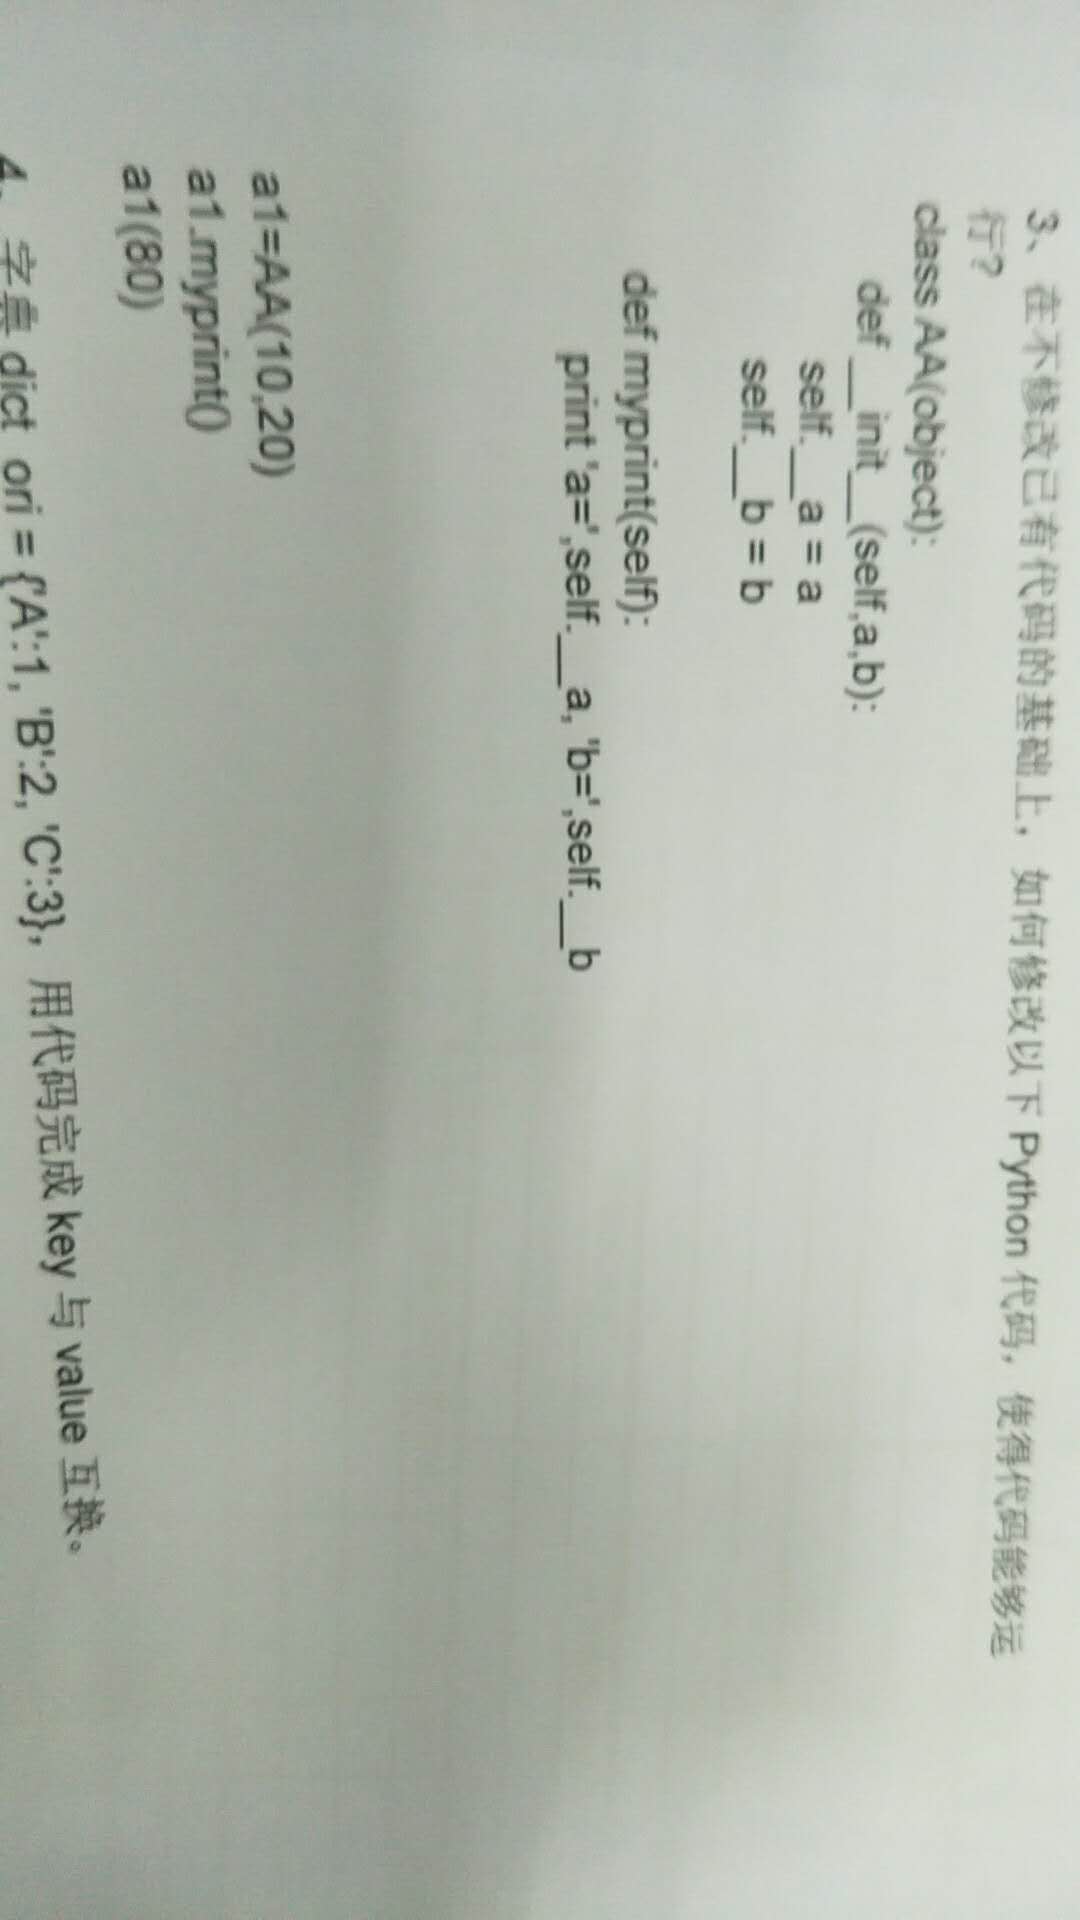 3、在不修改已有代码的基础上，如何修改以下 Python 代码，使得代码能够运
行?
class AA(object):
def __init__(self,a,b):
self.__a = a
self.__b = b
def myprint(self):
print 'a=',self.__a, 'b=',self.__b
a1=AA(10,20)
a1.myprint()
a1(80)
4、字典 dict ori = {'A':1, 'B':2, 'C':3}，用代码完成 key 与 value 互换。